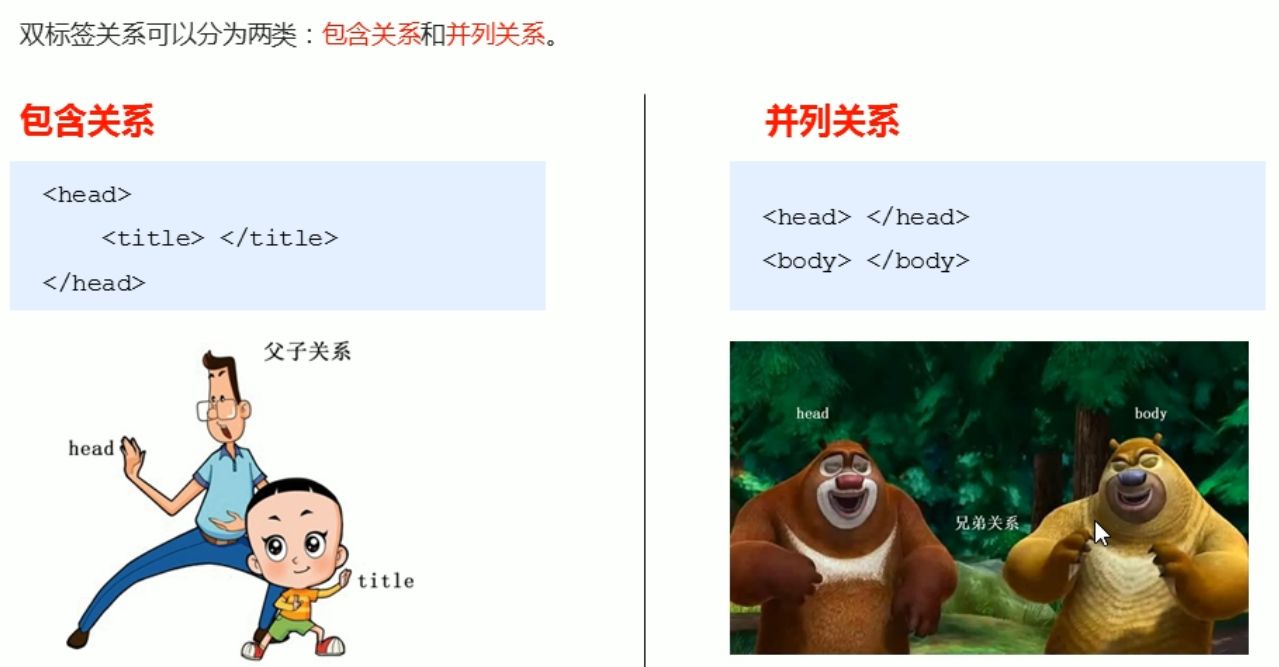 双标签关系可以分为两类：包含关系和并列关系。
包含关系
<head>
<title> </title>
</head>
父子关系
head
title
并列关系
<head> </head>
<body> </body>
head
body
兄弟关系